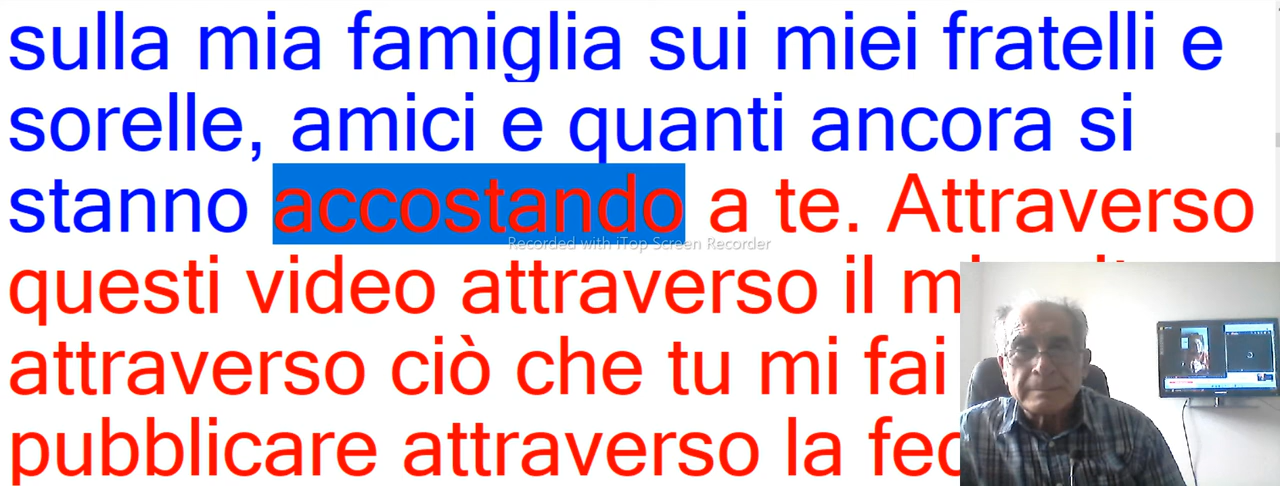 sulla mia famiglia sui miei fratelli e
sorelle, amici e quanti ancora si
stanno accostando a te. Attraverso
Recorded with iTop Screen Recorder
questi video attraverso il
attraverso ciò che tu mi fai
pubblicare attraverso la